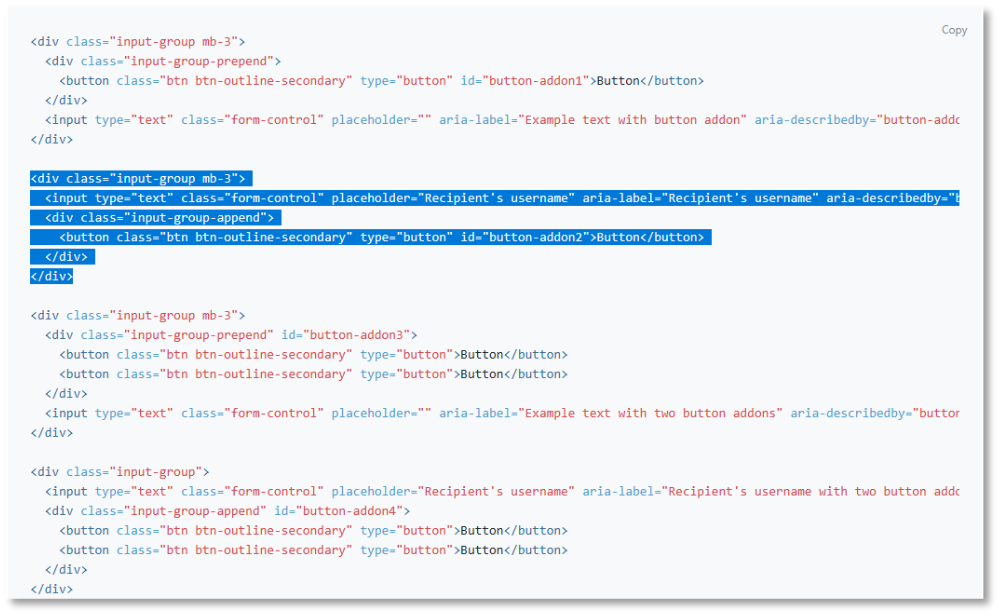 Copy
<div class="input-group mb-3">
  <div class="input-group-prepend">
    <button class="btn btn-outline-secondary" type="button" id="button-addon1">Button</button>
  </div>
  <input type="text" class="form-control" placeholder="" aria-label="Example text with button addon" aria-describedby="button-addo
</div>

<div class="input-group mb-3">
  <input type="text" class="form-control" placeholder="Recipient's username" aria-label="Recipient's username" aria-describedby="b
  <div class="input-group-append">
    <button class="btn btn-outline-secondary" type="button" id="button-addon2">Button</button>
  </div>
</div>

<div class="input-group mb-3">
  <div class="input-group-prepend" id="button-addon3">
    <button class="btn btn-outline-secondary" type="button">Button</button>
    <button class="btn btn-outline-secondary" type="button">Button</button>
  </div>
  <input type="text" class="form-control" placeholder="" aria-label="Example text with two button addons" aria-describedby="button
</div>

<div class="input-group">
  <input type="text" class="form-control" placeholder="Recipient's username" aria-label="Recipient's username with two button addo
  <div class="input-group-append" id="button-addon4">
    <button class="btn btn-outline-secondary" type="button">Button</button>
    <button class="btn btn-outline-secondary" type="button">Button</button>
  </div>
</div>